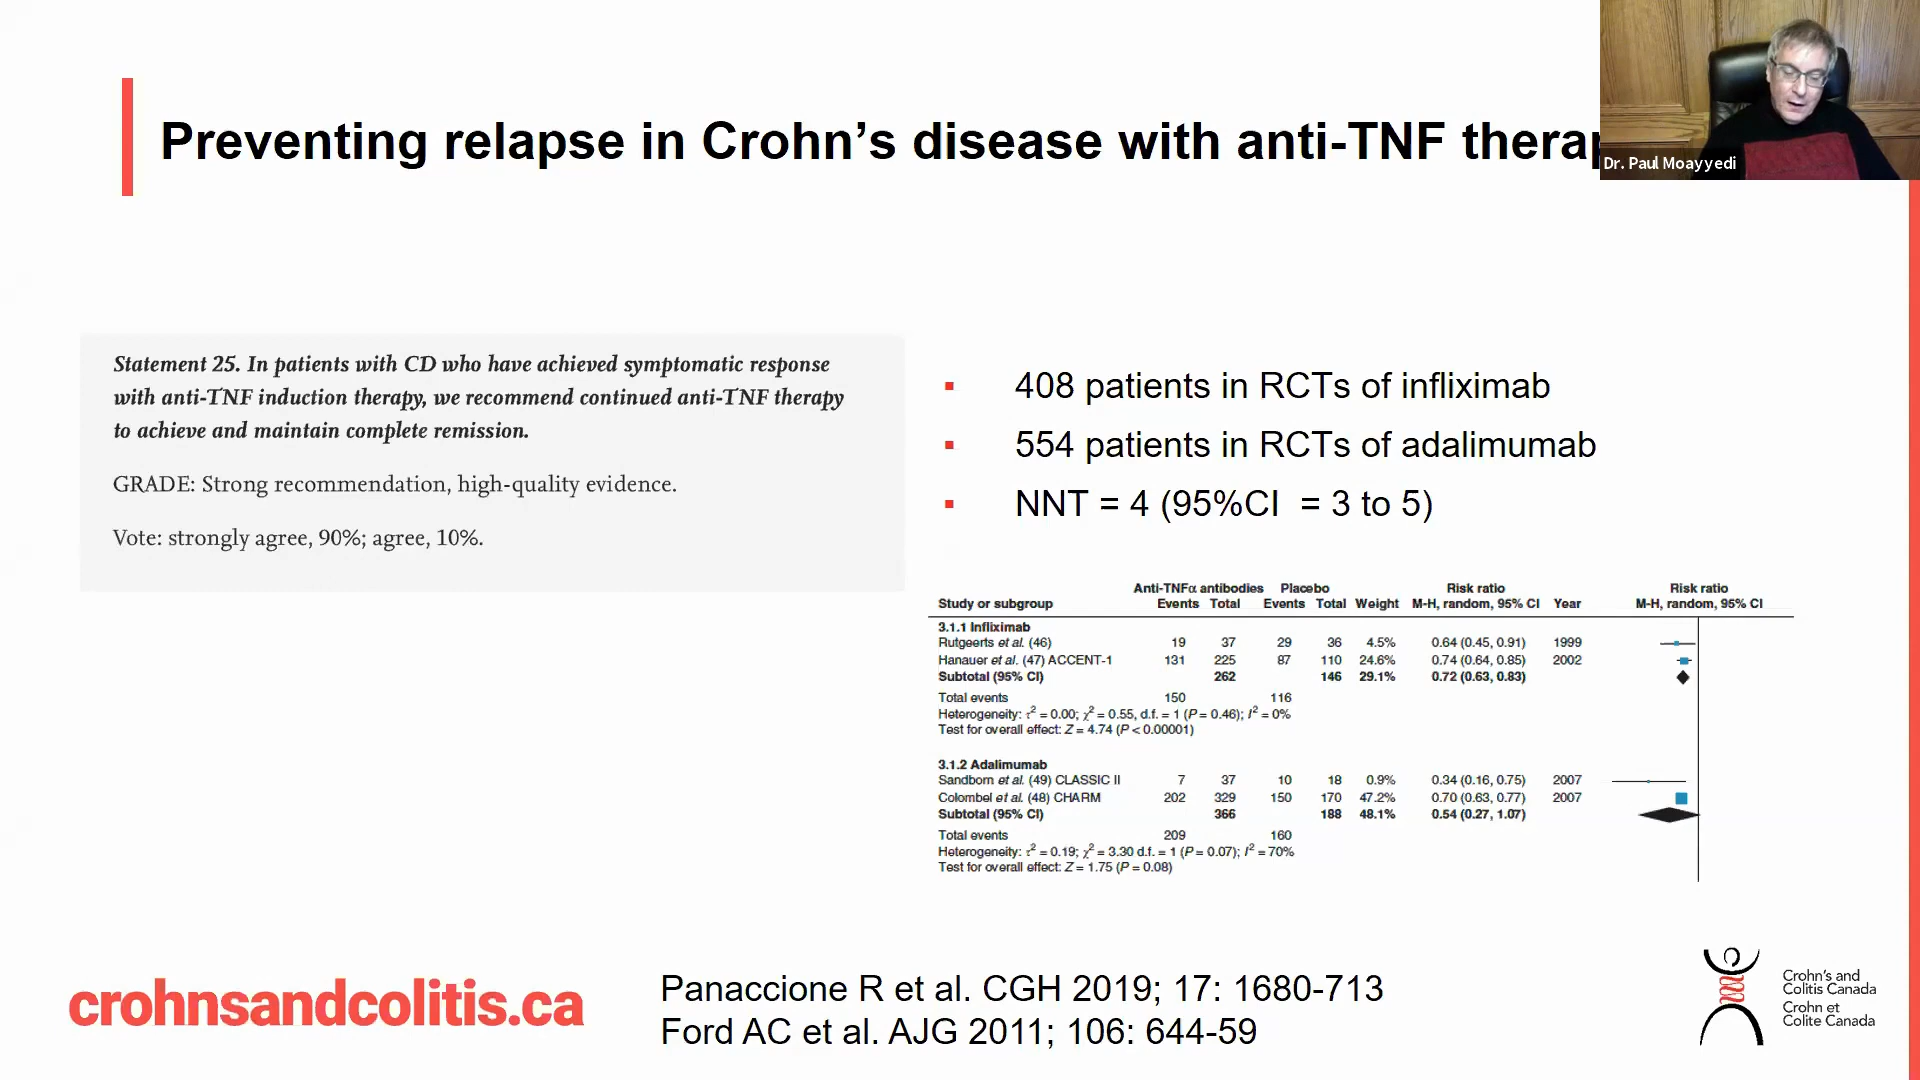 Preventing relapse in Crohn's disease with anti-TNF
Dr. Paul Moayyedi
Statement 25. In patients with CD who have achieved symptomatic response
with anti-TNF induction therapy, we recommend continued anti-TNF therapy
to achieve and maintain complete remission.
GRADE: Strong recommendation, high-quality evidence.
Vote: strongly agree, 90%; agree, 10%.
▪ 408 patients in RCTs of infliximab
▪ 554 patients in RCTs of adalimumab
▪ NNT = 4 (95%CI = 3 to 5)
Anti-TNFα antibodies Placebo Risk ratio Risk ratio
Study or subgroup Events Total Events Total Weight M-H, random, 95% CI Year M-H, random, 95% CI
3.1.1 Infliximab
Rutgeerts et al. (46) 19 37 29 36 4.5% 0.64 (0.45, 0.91) 1999
Hanauer et al. (47) ACCENT-1 131 225 87 110 24.6% 0.74 (0.64, 0.85) 2002
Subtotal (95% CI) 262 146 29.1% 0.72 (0.63, 0.83)
Total events 150 116
Heterogeneity: τ² = 0.00; χ² = 0.55, d.f. = 1 (P = 0.46); I² = 0%
Test for overall effect: Z = 4.74 (P < 0.00001)
3.1.2 Adalimumab
Sandborn et al. (49) CLASSIC II 7 37 10 18 0.9% 0.34 (0.16, 0.75) 2007
Colombel et al. (48) CHARM 202 329 150 170 47.2% 0.70 (0.63, 0.77) 2007
Subtotal (95% CI) 366 188 48.1% 0.54 (0.27, 1.07)
Total events 209 160
Heterogeneity: τ² = 0.19; χ² = 3.30 d.f. = 1 (P = 0.07); I² = 70%
Test for overall effect: Z = 1.75 (P = 0.08)
crohnsandcolitis.ca
Panaccione R et al. CGH 2019; 17: 1680-713
Ford AC et al. AJG 2011; 106: 644-59
Crohn's and
Colitis Canada
Crohn et
Colite Canada